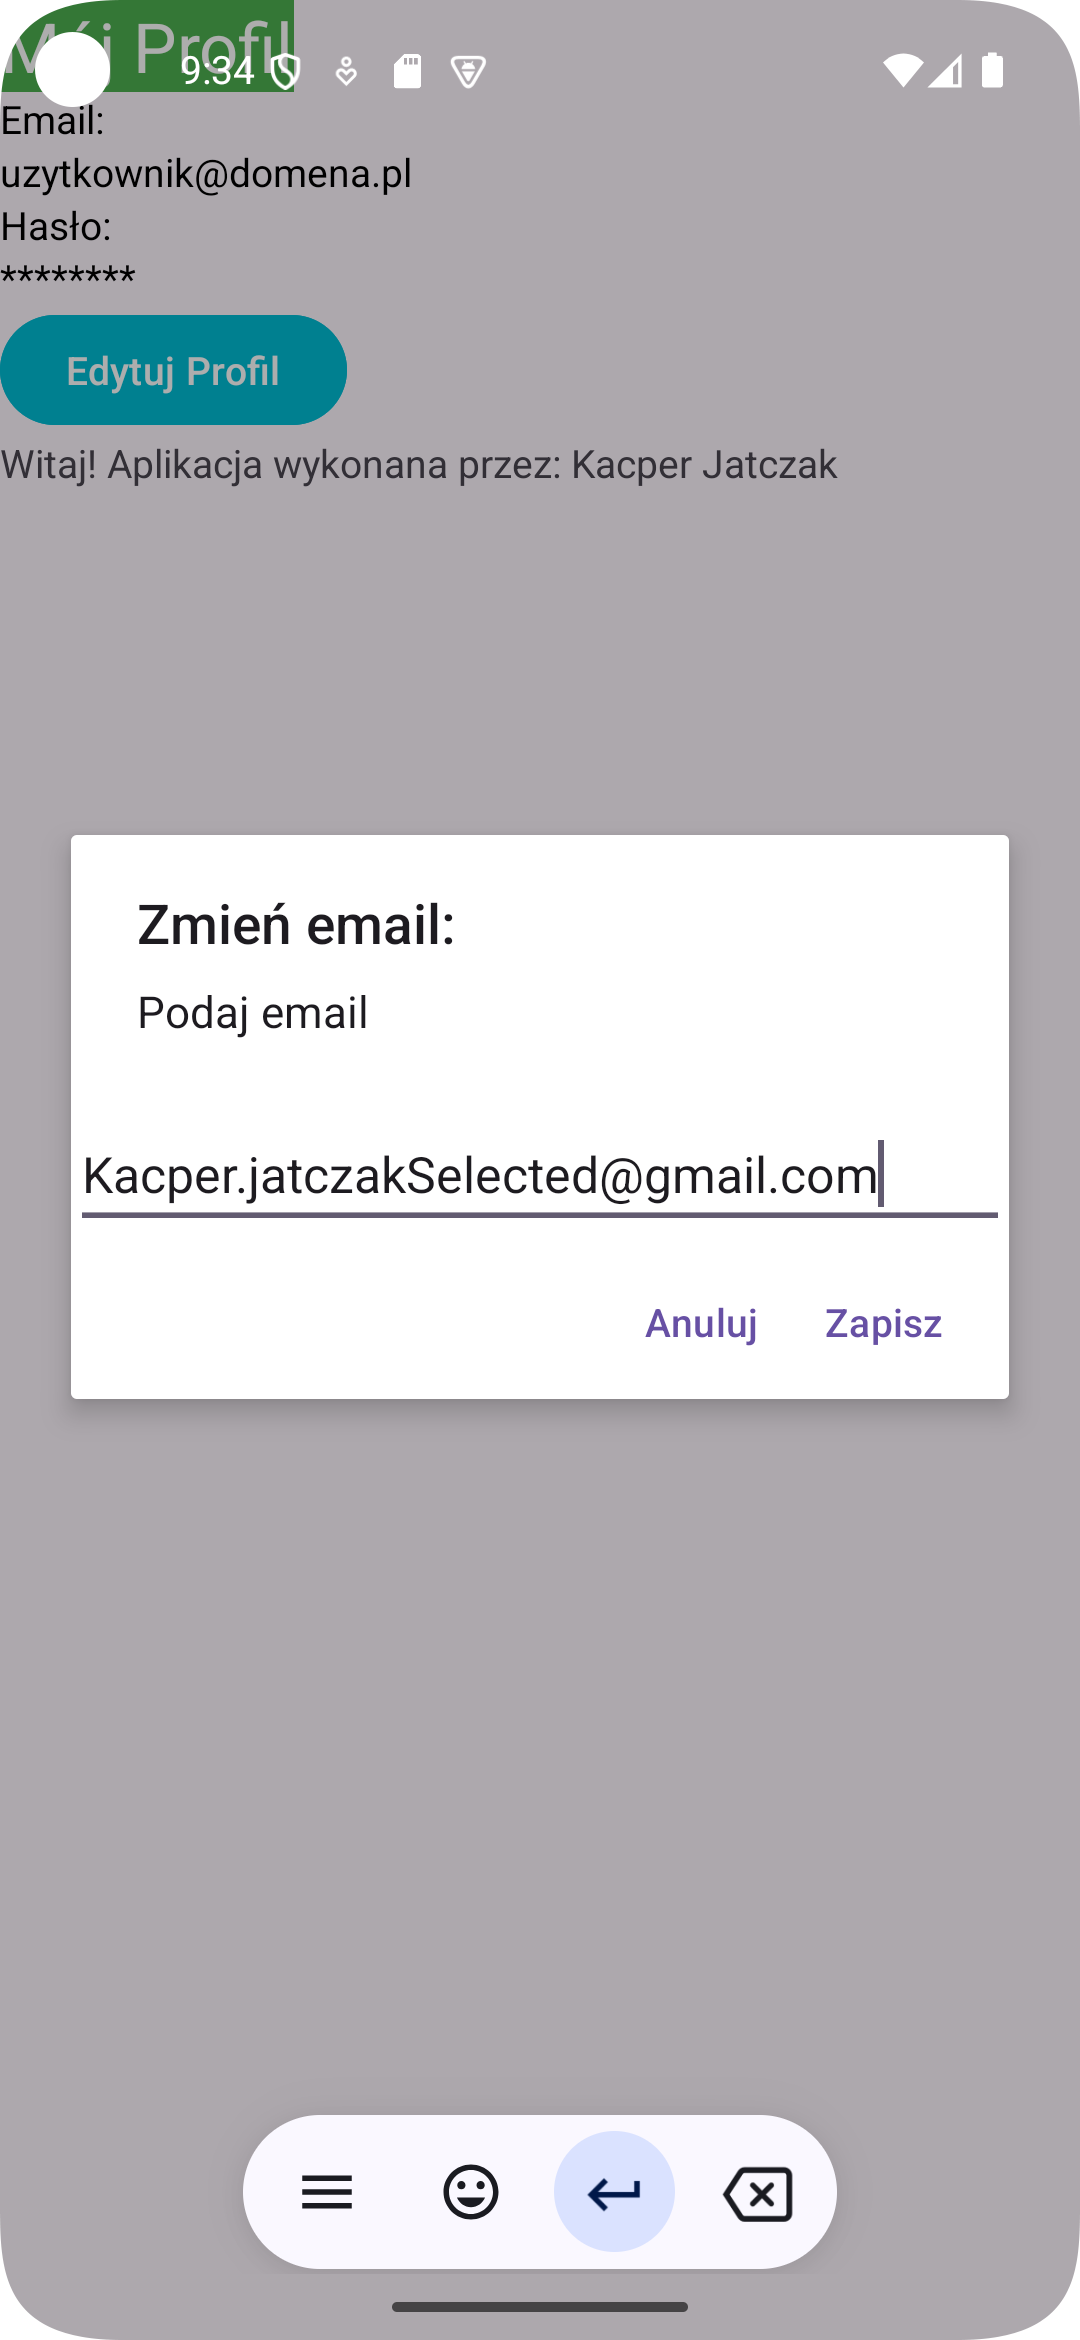 Mój Profil
9:34
Email:
uzytkownik@domena.pl
Hasło:
********
Edytuj Profil
Witaj! Aplikacja wykonana przez: Kacper Jatczak
Zmień email:
Podaj email
Kacper.jatczakSelected@gmail.com
Anuluj Zapisz